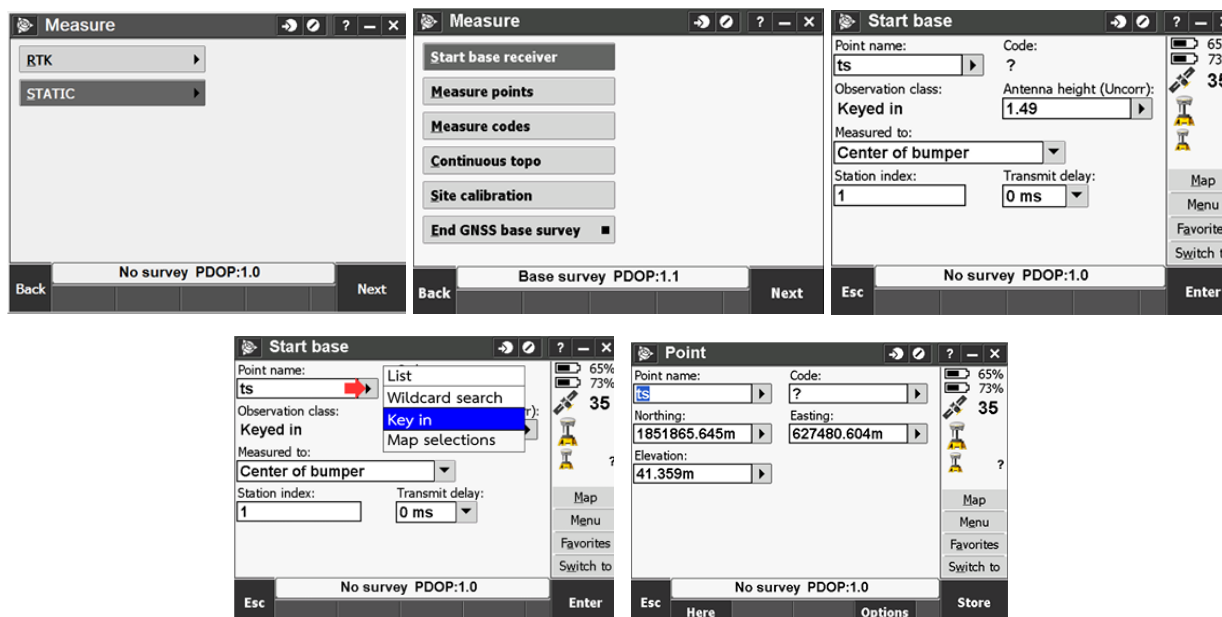 Measure
? – ×
RTK
STATIC
No survey PDOP:1.0
Back
Next
Measure
? – ×
Start base receiver
Measure points
Measure codes
Continuous topo
Site calibration
End GNSS base survey
Base survey PDOP:1.1
Back
Next
Start base
? –
Point name:
Code:
ts
?
Observation class:
Antenna height (Uncorr):
Keyed in
1.49
Measured to:
Center of bumper
Station index:
Transmit delay:
1
0 ms
65
73
35
Map
Menu
Favorite
Switch t
No survey PDOP:1.0
Esc
Enter
Start base
? – ×
Point name:
ts
List
Wildcard search
Key in
Map selections
Observation class:
r):
Keyed in
Measured to:
Center of bumper
Station index:
Transmit delay:
1
0 ms
65%
73%
35
?
Map
Menu
Favorites
Switch to
No survey PDOP:1.0
Esc
Enter
Point
? – ×
Point name:
Code:
ts
?
Northing:
Easting:
1851865.645m
627480.604m
Elevation:
41.359m
65%
73%
35
?
Map
Menu
Favorites
Switch to
No survey PDOP:1.0
Esc
Here
Options
Store